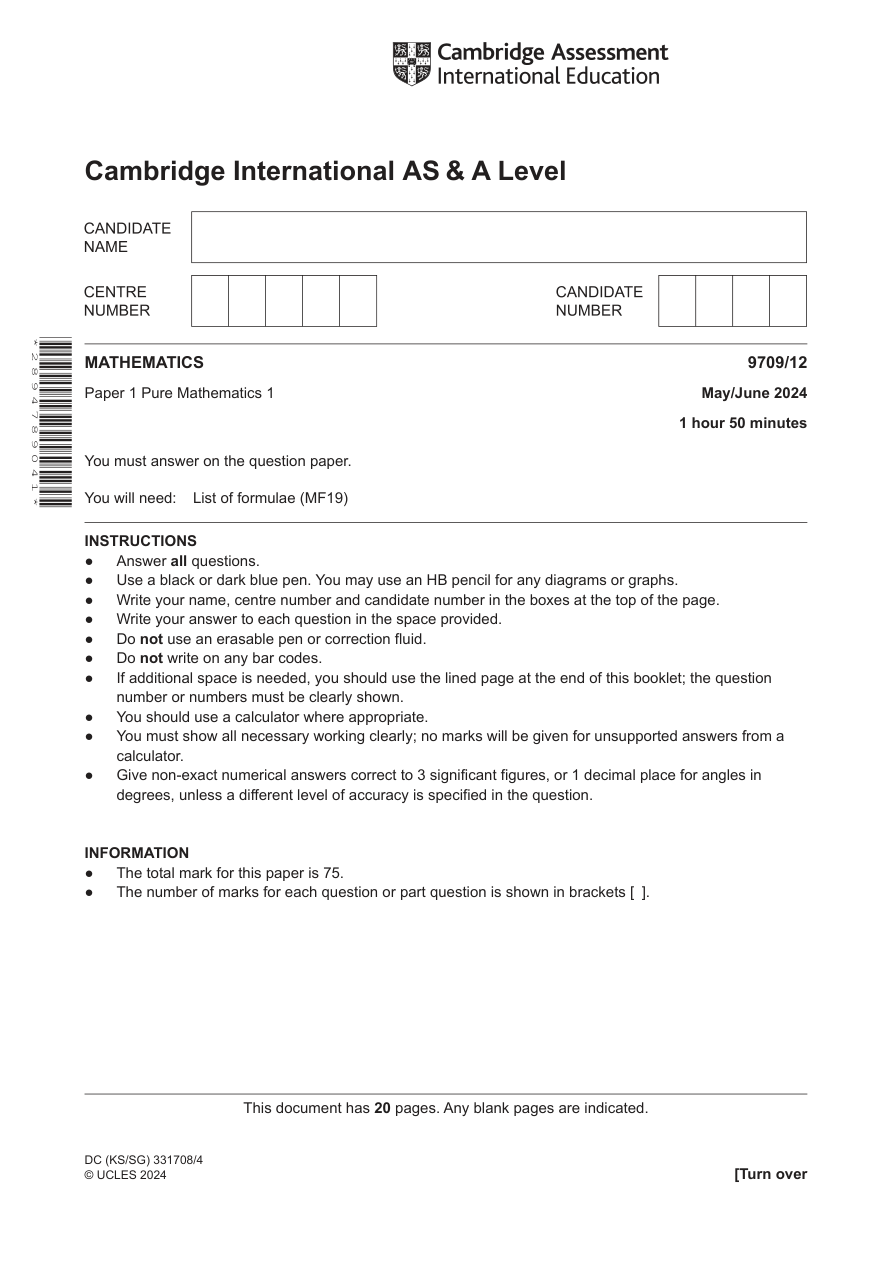 Cambridge Assessment
International Education
Cambridge International AS & A Level
CANDIDATE
NAME
CENTRE
NUMBER
CANDIDATE
NUMBER
*2894789041*
MATHEMATICS 9709/12
Paper 1 Pure Mathematics 1 May/June 2024
1 hour 50 minutes
You must answer on the question paper.
You will need: List of formulae (MF19)
INSTRUCTIONS
● Answer all questions.
● Use a black or dark blue pen. You may use an HB pencil for any diagrams or graphs.
● Write your name, centre number and candidate number in the boxes at the top of the page.
● Write your answer to each question in the space provided.
● Do not use an erasable pen or correction fluid.
● Do not write on any bar codes.
● If additional space is needed, you should use the lined page at the end of this booklet; the question
number or numbers must be clearly shown.
● You should use a calculator where appropriate.
● You must show all necessary working clearly; no marks will be given for unsupported answers from a
calculator.
● Give non-exact numerical answers correct to 3 significant figures, or 1 decimal place for angles in
degrees, unless a different level of accuracy is specified in the question.
INFORMATION
● The total mark for this paper is 75.
● The number of marks for each question or part question is shown in brackets [ ].
This document has 20 pages. Any blank pages are indicated.
DC (KS/SG) 331708/4
© UCLES 2024
[Turn over